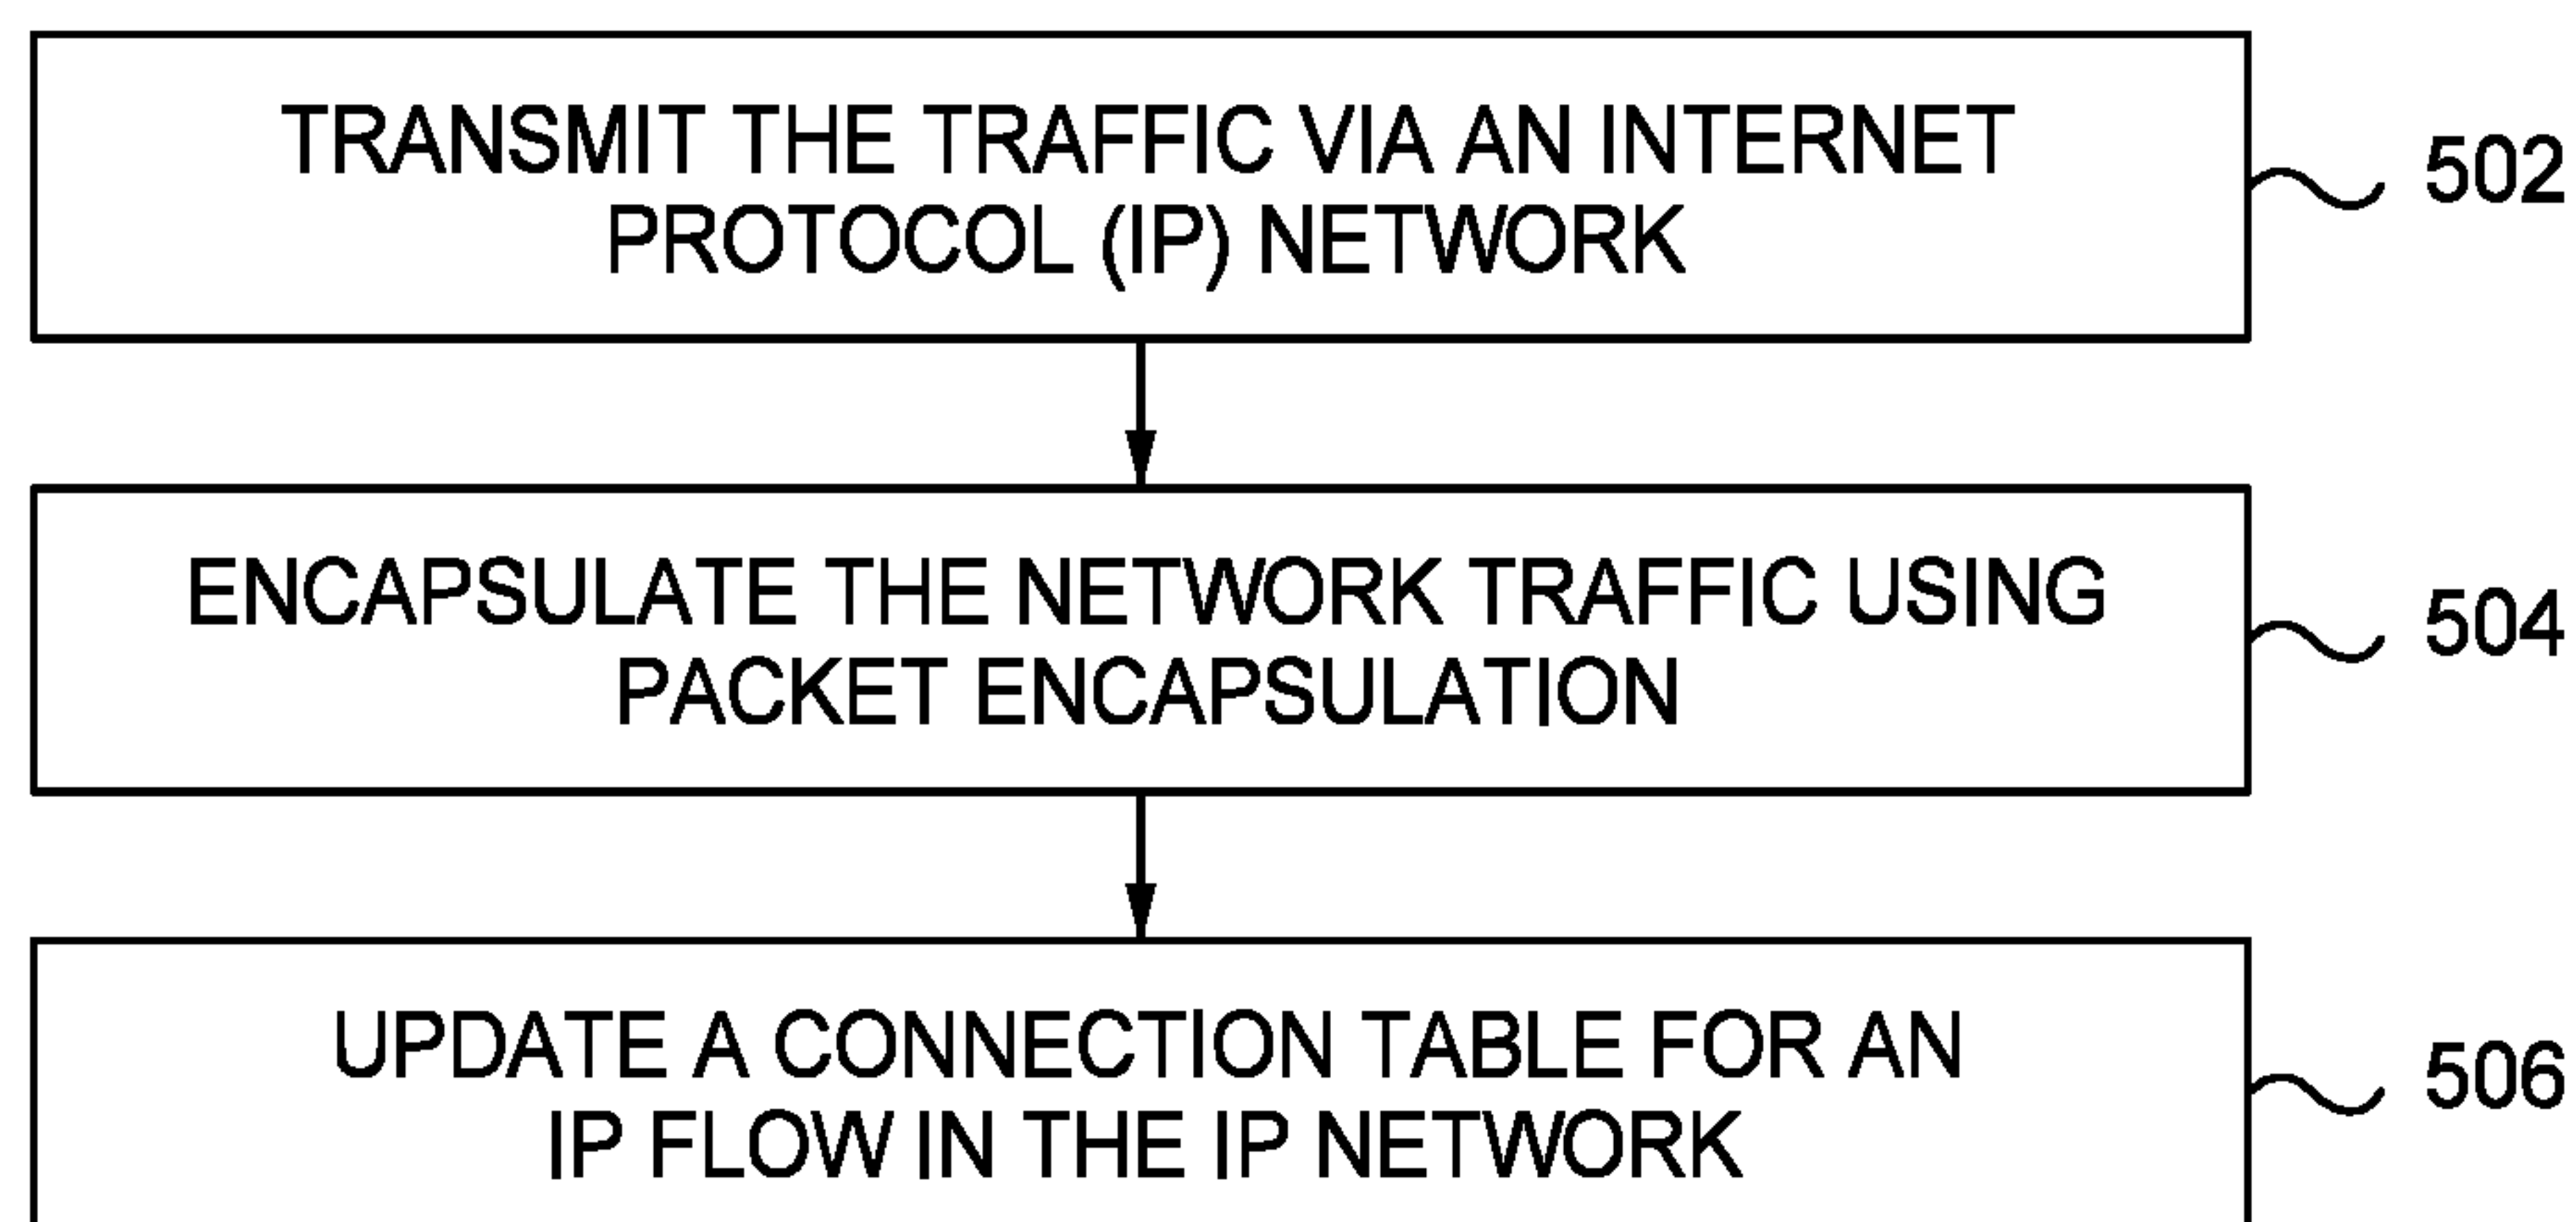 TRANSMIT THE TRAFFIC VIA AN INTERNET
PROTOCOL (IP) NETWORK
502
ENCAPSULATE THE NETWORK TRAFFIC USING
PACKET ENCAPSULATION
504
UPDATE A CONNECTION TABLE FOR AN
IP FLOW IN THE IP NETWORK
506